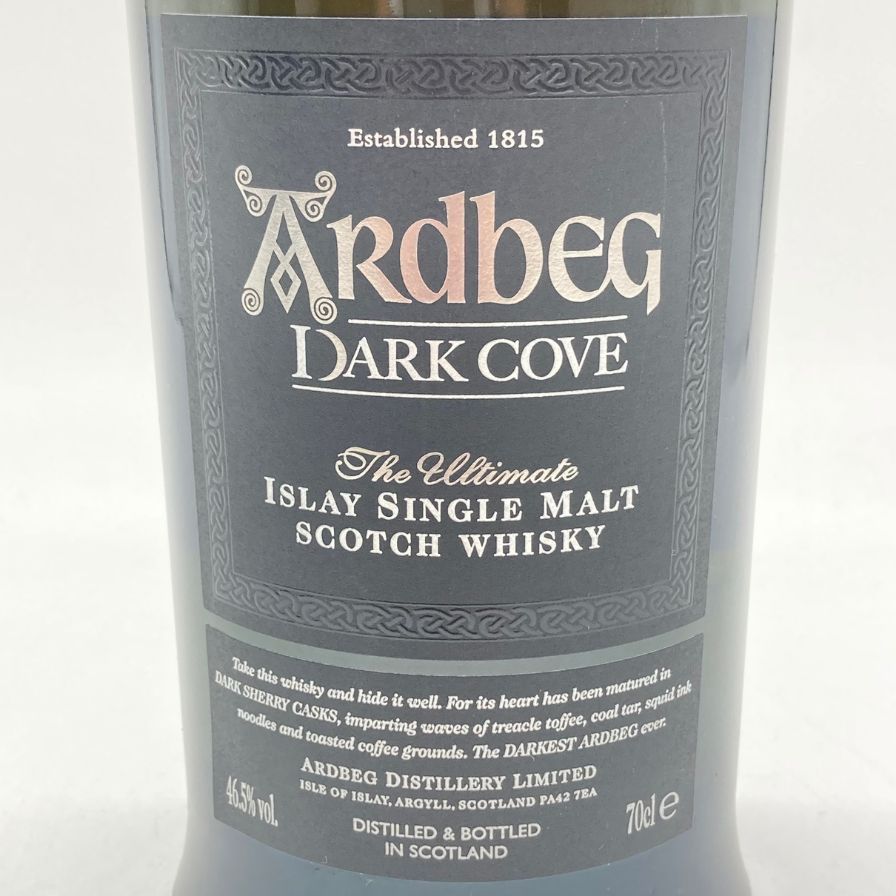 Established 1815
ARDBEG
DARK COVE
The Ultimate
ISLAY SINGLE MALT
SCOTCH WHISKY
Take this whisky and hide it well. For its heart has been matured in
DARK SHERRY CASKS, imparting waves of treacle toffee, coal tar, squid ink
noodles and toasted coffee grounds. The DARKEST ARDBEG ever.
ARDBEG DISTILLERY LIMITED
ISLE OF ISLAY, ARGYLL, SCOTLAND PA42 7EA
46.5% vol.
70cl e
DISTILLED & BOTTLED
IN SCOTLAND